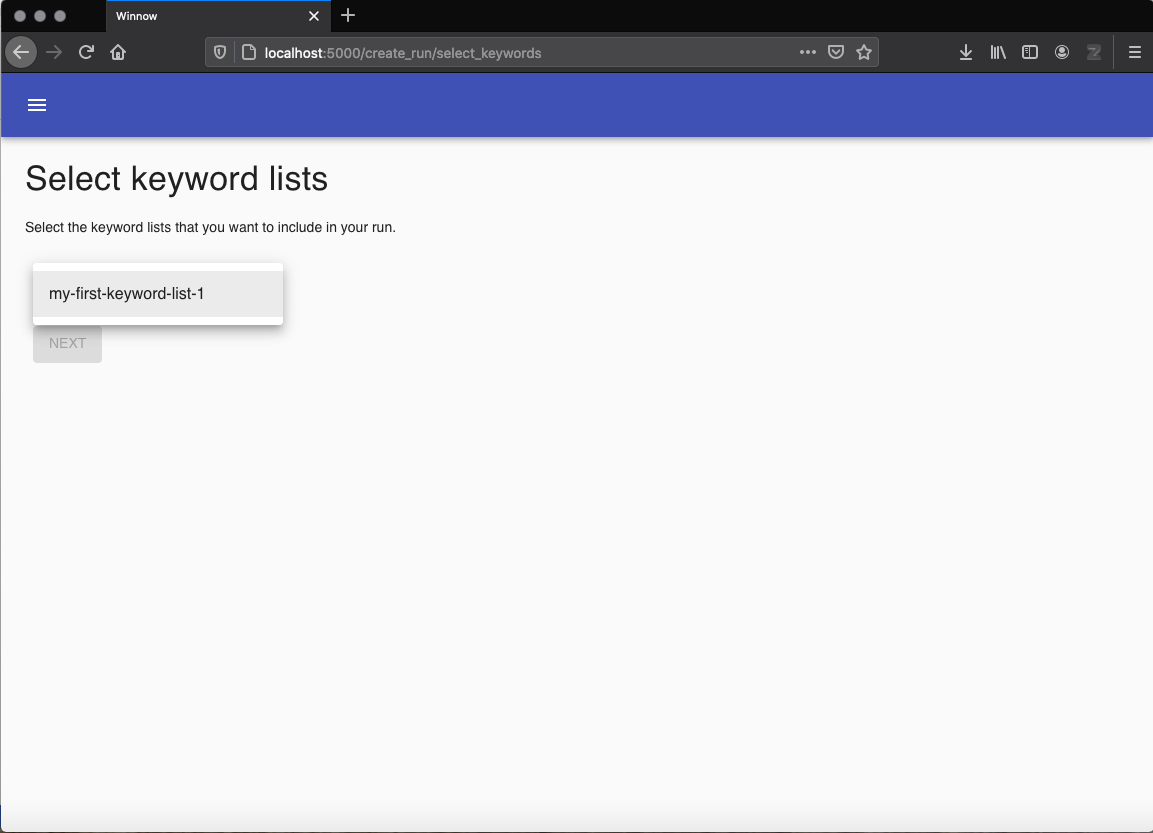 Winnow
localhost:5000/create_run/select_keywords
Select keyword lists
Select the keyword lists that you want to include in your run.
my-first-keyword-list-1
NEXT